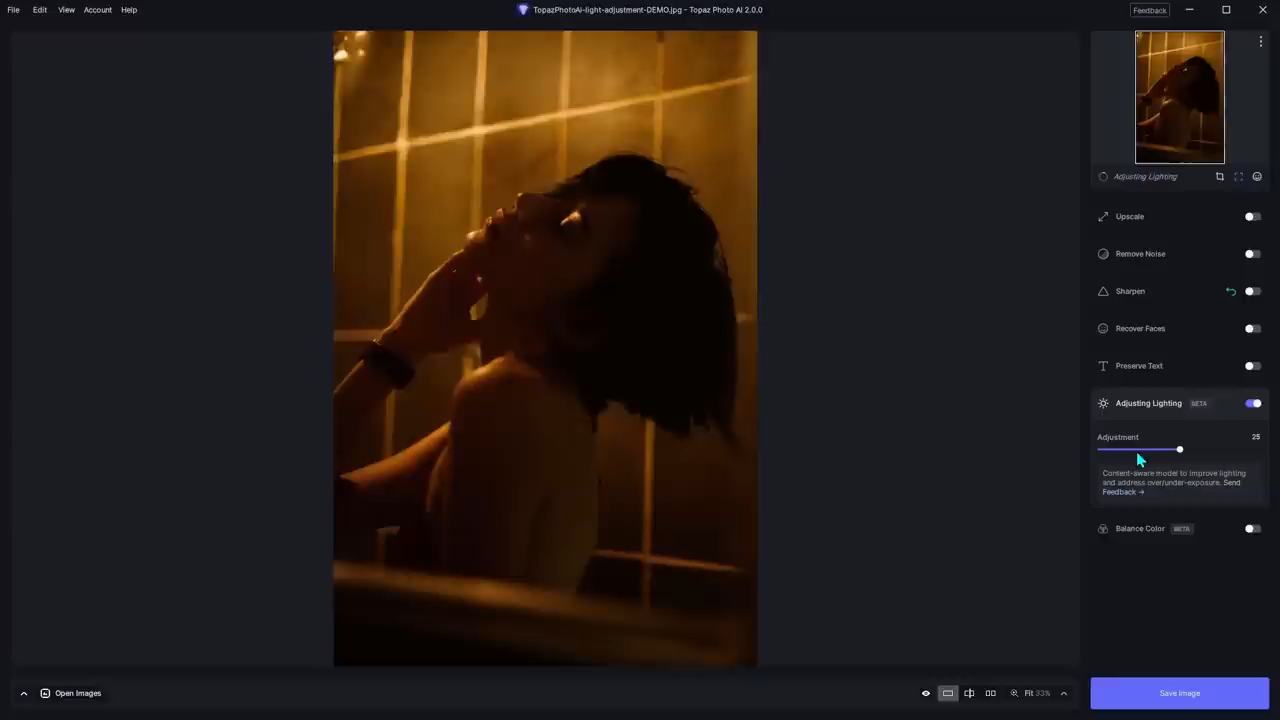 File Edit View Account Help
TopazPhotoAI-light-adjustment-DEMO.jpg - Topaz Photo AI 2.0.0
Feedback
Adjusting Lighting
Upscale
Remove Noise
Sharpen
Recover Faces
Preserve Text
Adjusting Lighting BETA
Adjustment 25
Content-aware model to improve lighting
and address over/under-exposure. Send
Feedback →
Balance Color BETA
Open Images
Fit 33%
Save Image